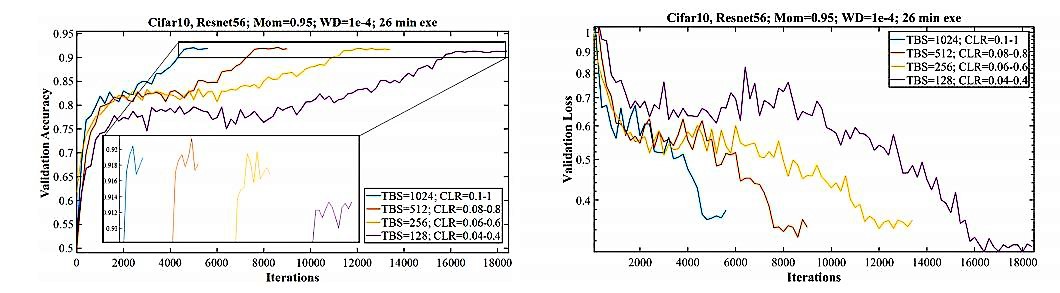 Cifar10, Resnet56; Mom=0.95; WD=1e-4; 26 min exe
0.95
0.9
0.85
0.8
0.75
0.7
0.65
0.6
0.55
0.5
Validation Accuracy
0.92
0.918
0.916
0.914
0.912
0.91
TBS=1024; CLR=0.1-1
TBS=512; CLR=0.08-0.8
TBS=256; CLR=0.06-0.6
TBS=128; CLR=0.04-0.4
0 2000 4000 6000 8000 10000 12000 14000 16000 18000
Iterations
Cifar10, Resnet56; Mom=0.95; WD=1e-4; 26 min exe
1
0.9
0.8
0.7
0.6
0.5
0.4
Validation Loss
TBS=1024; CLR=0.1-1
TBS=512; CLR=0.08-0.8
TBS=256; CLR=0.06-0.6
TBS=128; CLR=0.04-0.4
2000 4000 6000 8000 10000 12000 14000 16000 18000
Iterations